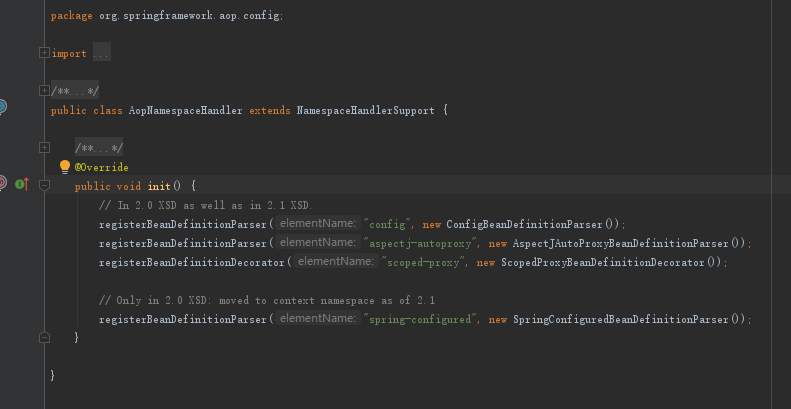 package org.springframework.aop.config;
import ...
/**...*/
public class AopNamespaceHandler extends NamespaceHandlerSupport {
/**...*/
@Override
public void init() {
// In 2.0 XSD as well as in 2.1 XSD.
registerBeanDefinitionParser( elementName: "config", new ConfigBeanDefinitionParser());
registerBeanDefinitionParser( elementName: "aspectj-autoproxy", new AspectJAutoProxyBeanDefinitionParser());
registerBeanDefinitionDecorator( elementName: "scoped-proxy", new ScopedProxyBeanDefinitionDecorator());
// Only in 2.0 XSD: moved to context namespace as of 2.1
registerBeanDefinitionParser( elementName: "spring-configured", new SpringConfiguredBeanDefinitionParser());
}
}